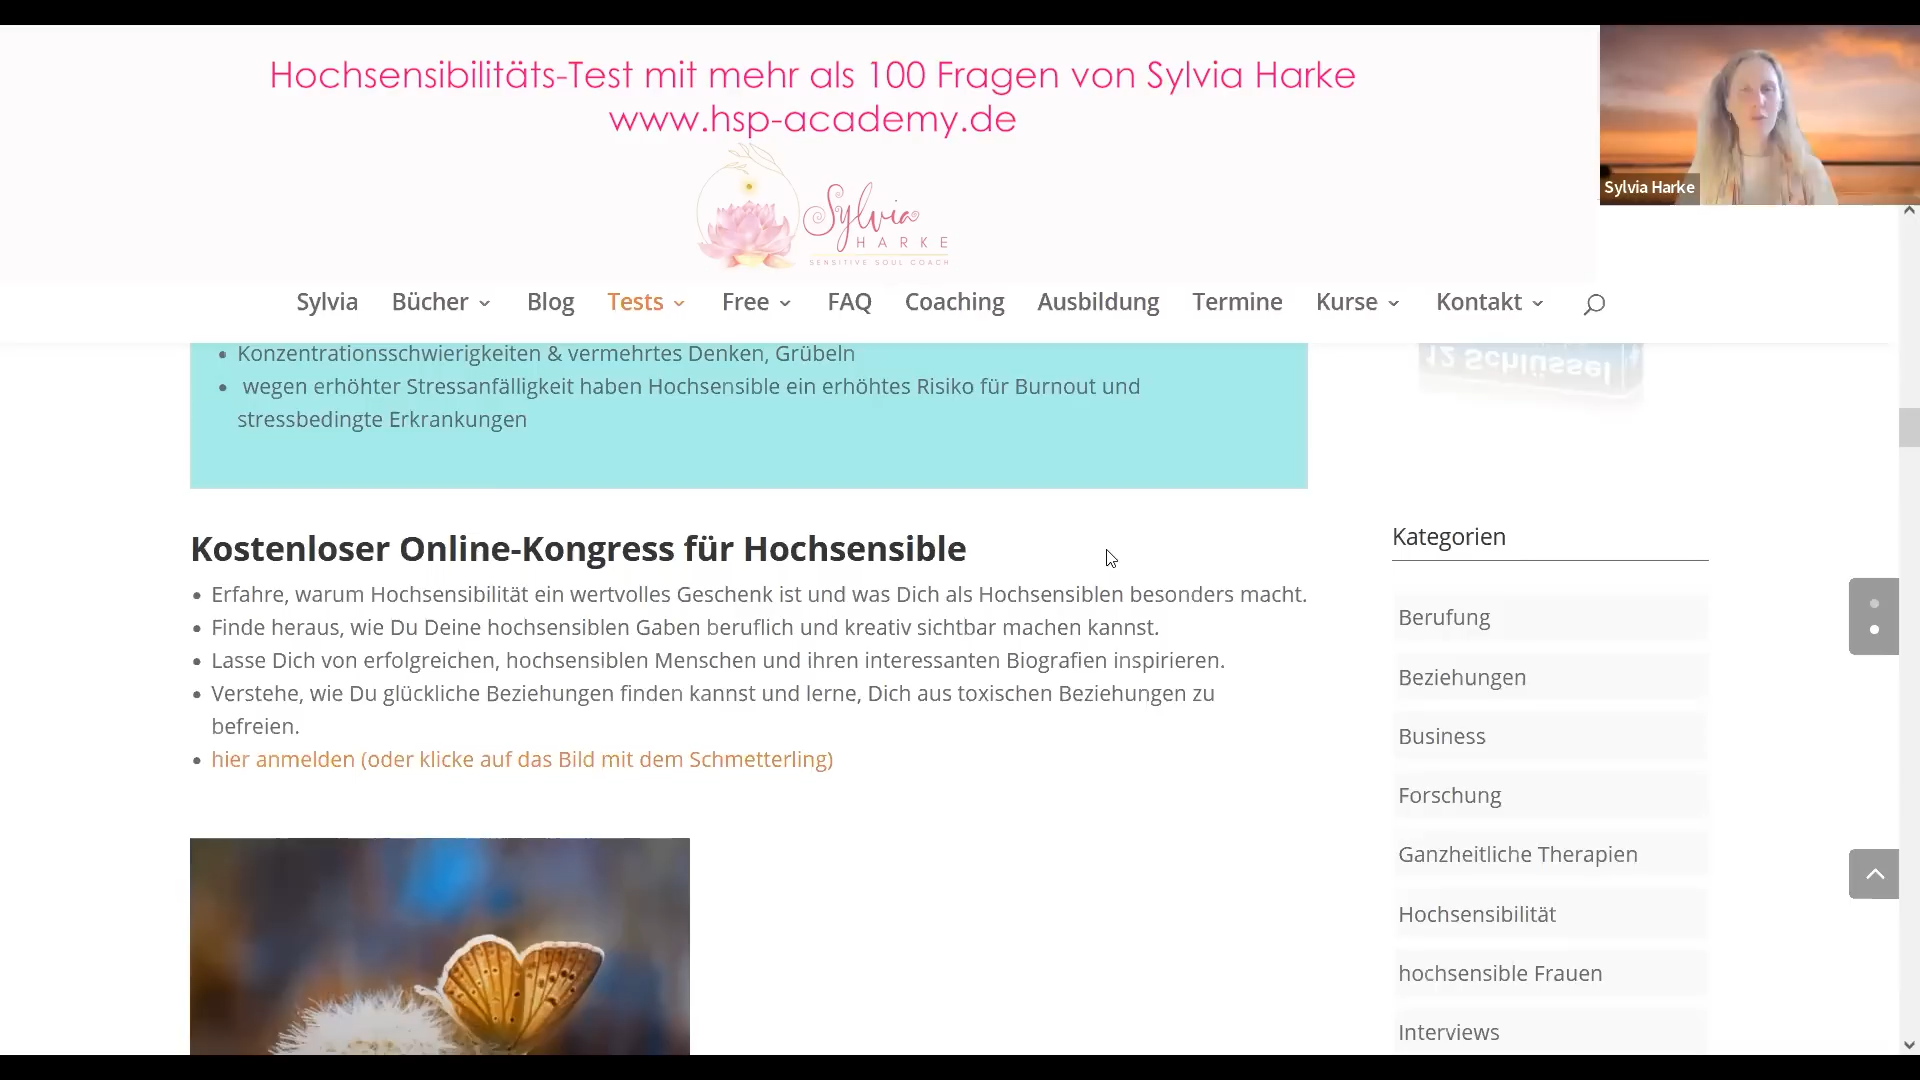 Hochsensibilitäts-Test mit mehr als 100 Fragen von Sylvia Harke
www.hsp-academy.de
Sylvia Harke
Sylvia
HARKE
SENSITIVE SOUL COACH
Sylvia Bücher Blog Tests Free FAQ Coaching Ausbildung Termine Kurse Kontakt
Konzentrationsschwierigkeiten & vermehrtes Denken, Grübeln
wegen erhöhter Stressanfälligkeit haben Hochsensible ein erhöhtes Risiko für Burnout und
stressbedingte Erkrankungen
12 Schlüssel
Kostenloser Online-Kongress für Hochsensible
Erfahre, warum Hochsensibilität ein wertvolles Geschenk ist und was Dich als Hochsensiblen besonders macht.
Finde heraus, wie Du Deine hochsensiblen Gaben beruflich und kreativ sichtbar machen kannst.
Lasse Dich von erfolgreichen, hochsensiblen Menschen und ihren interessanten Biografien inspirieren.
Verstehe, wie Du glückliche Beziehungen finden kannst und lerne, Dich aus toxischen Beziehungen zu
befreien.
hier anmelden (oder klicke auf das Bild mit dem Schmetterling)
Kategorien
Berufung
Beziehungen
Business
Forschung
Ganzheitliche Therapien
Hochsensibilität
hochsensible Frauen
Interviews